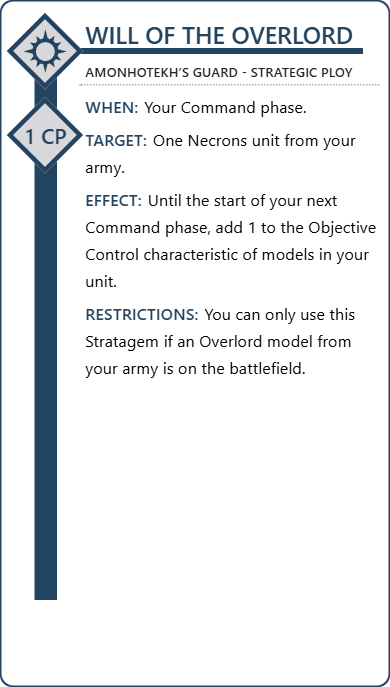 WILL OF THE OVERLORD
AMONHOTEKH’S GUARD - STRATEGIC PLOY
WHEN: Your Command phase.
1 CP
TARGET: One Necrons unit from your
army.
EFFECT: Until the start of your next
Command phase, add 1 to the Objective
Control characteristic of models in your
unit.
RESTRICTIONS: You can only use this
Stratagem if an Overlord model from
your army is on the battlefield.